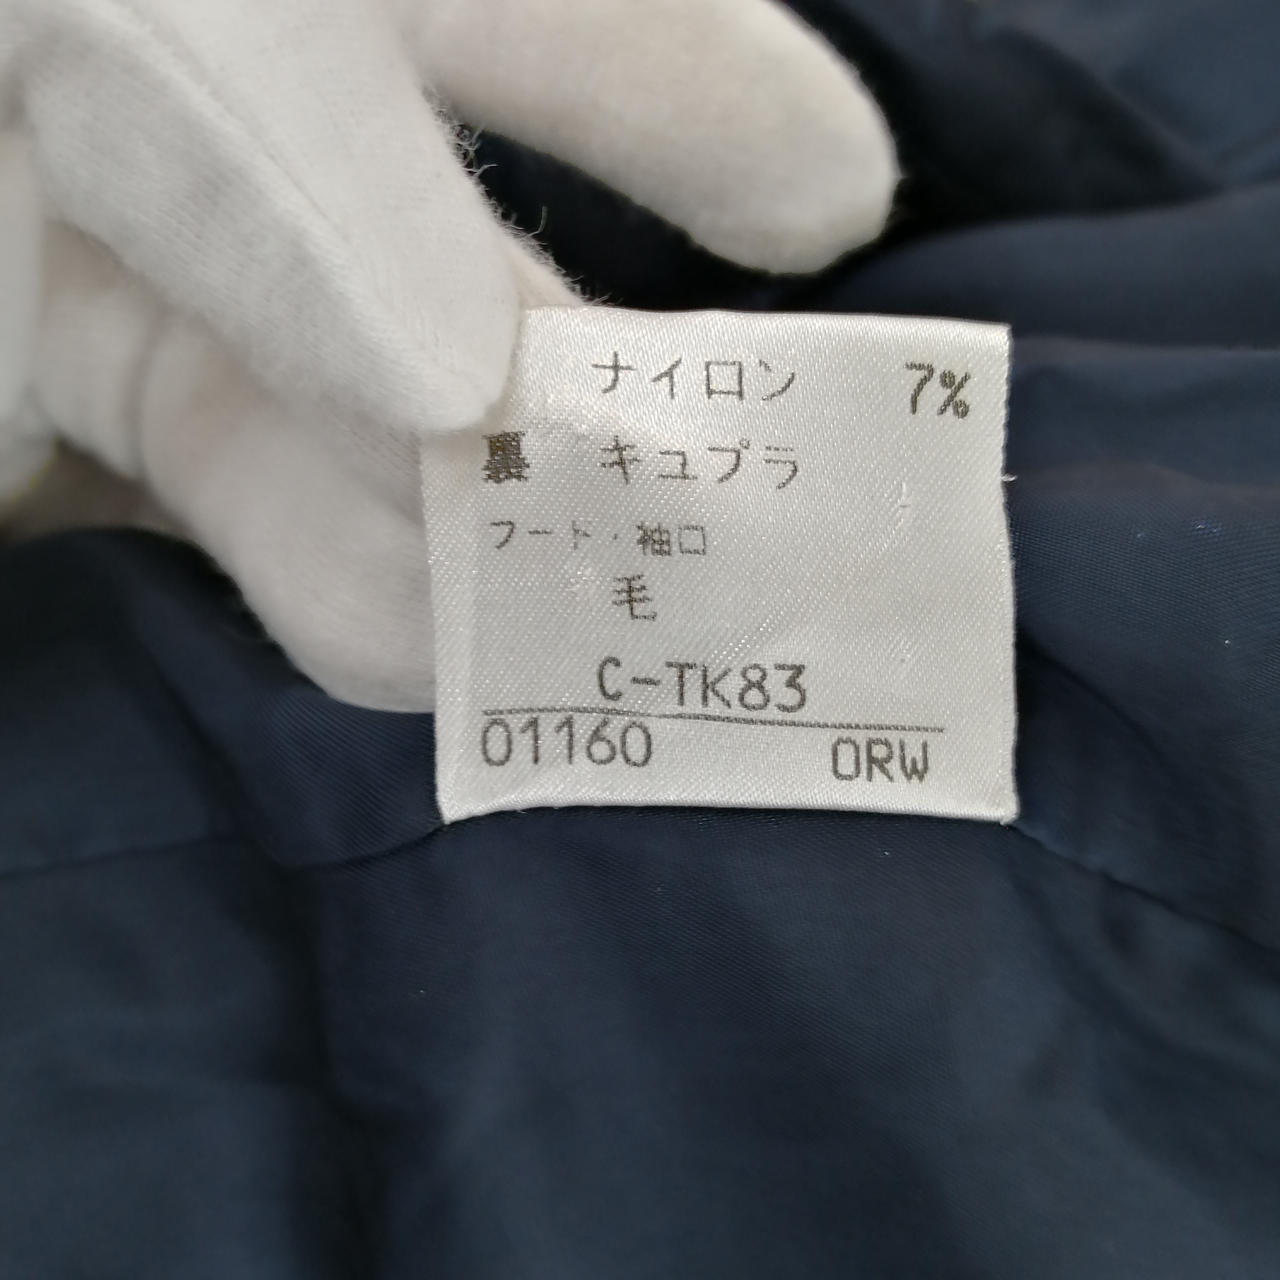 ナイロン 7%
裏 キュプラ
フード・袖口
毛
C-TK83
01160 ORW